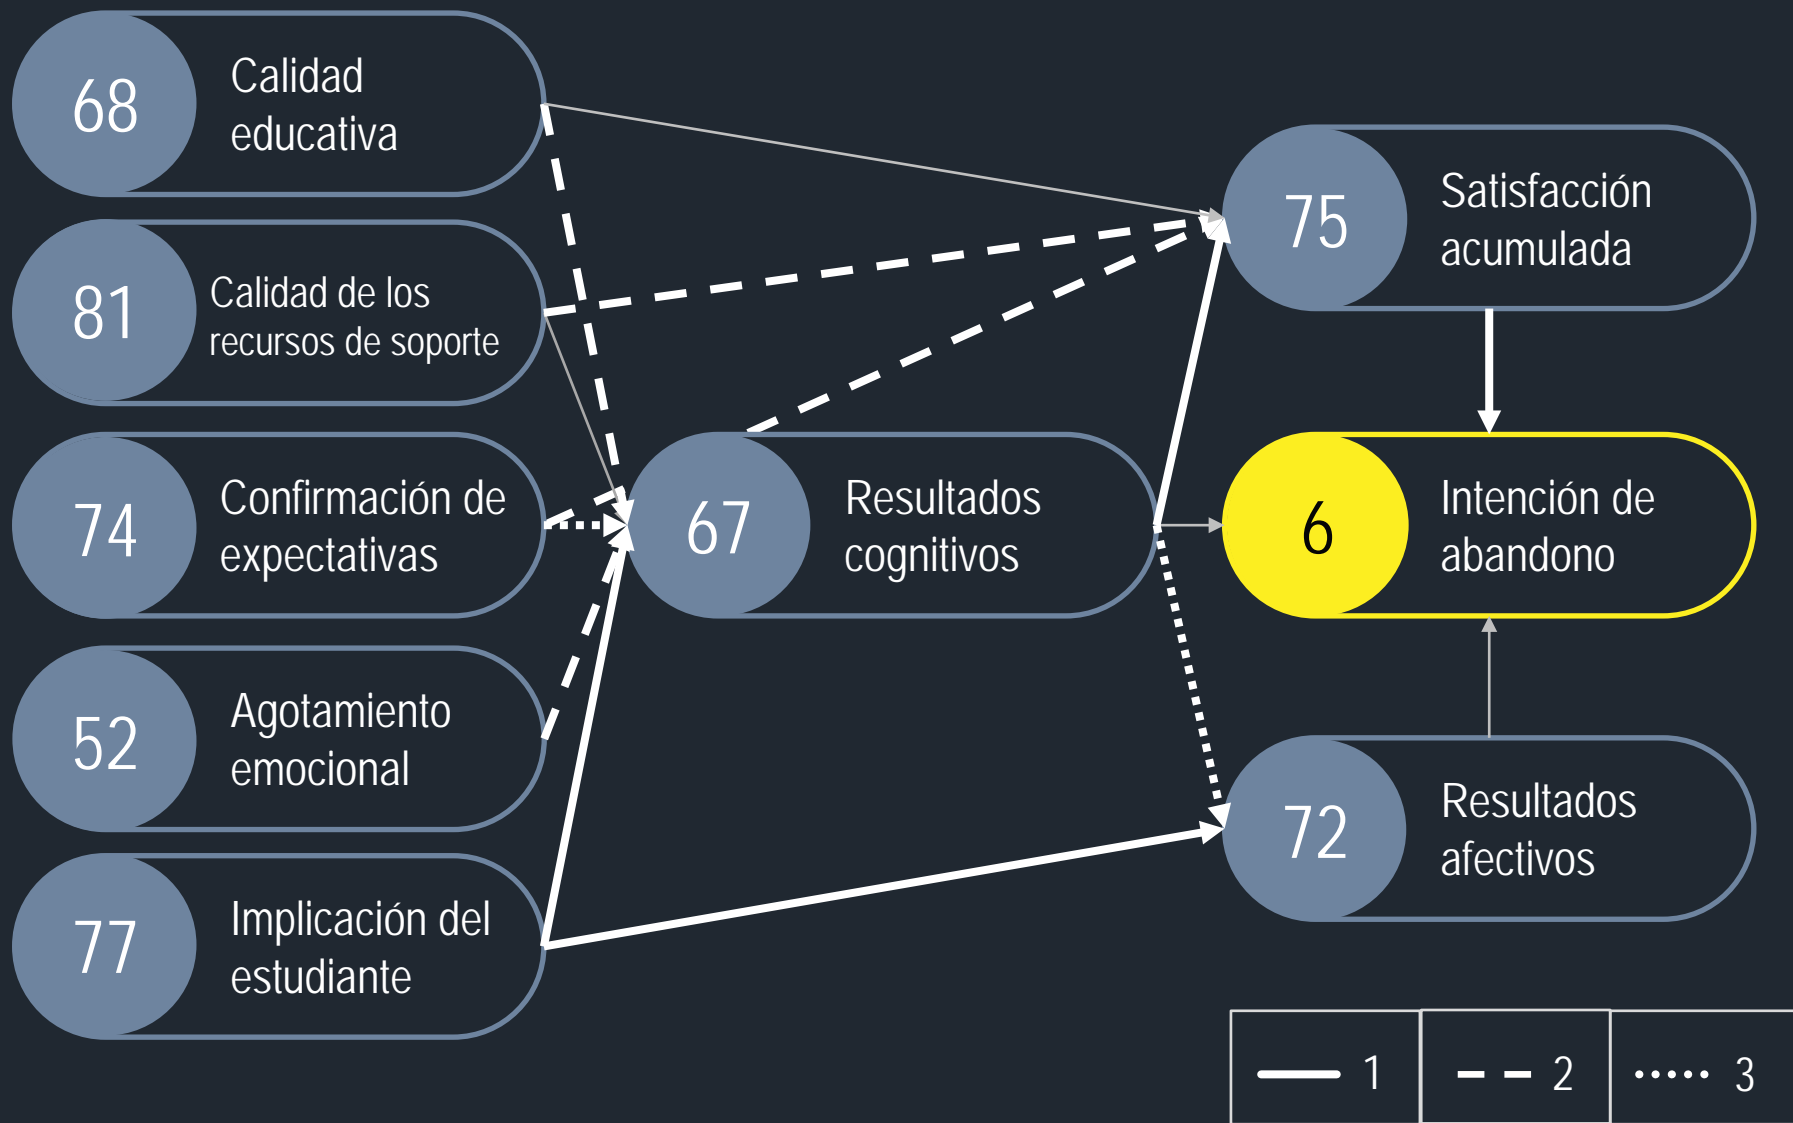 68
Calidad
educativa
81
Calidad de los
recursos de soporte
74
Confirmación de
expectativas
52
Agotamiento
emocional
77
Implicación del
estudiante
67
Resultados
cognitivos
75
Satisfacción
acumulada
6
Intención de
abandono
72
Resultados
afectivos
1
2
3